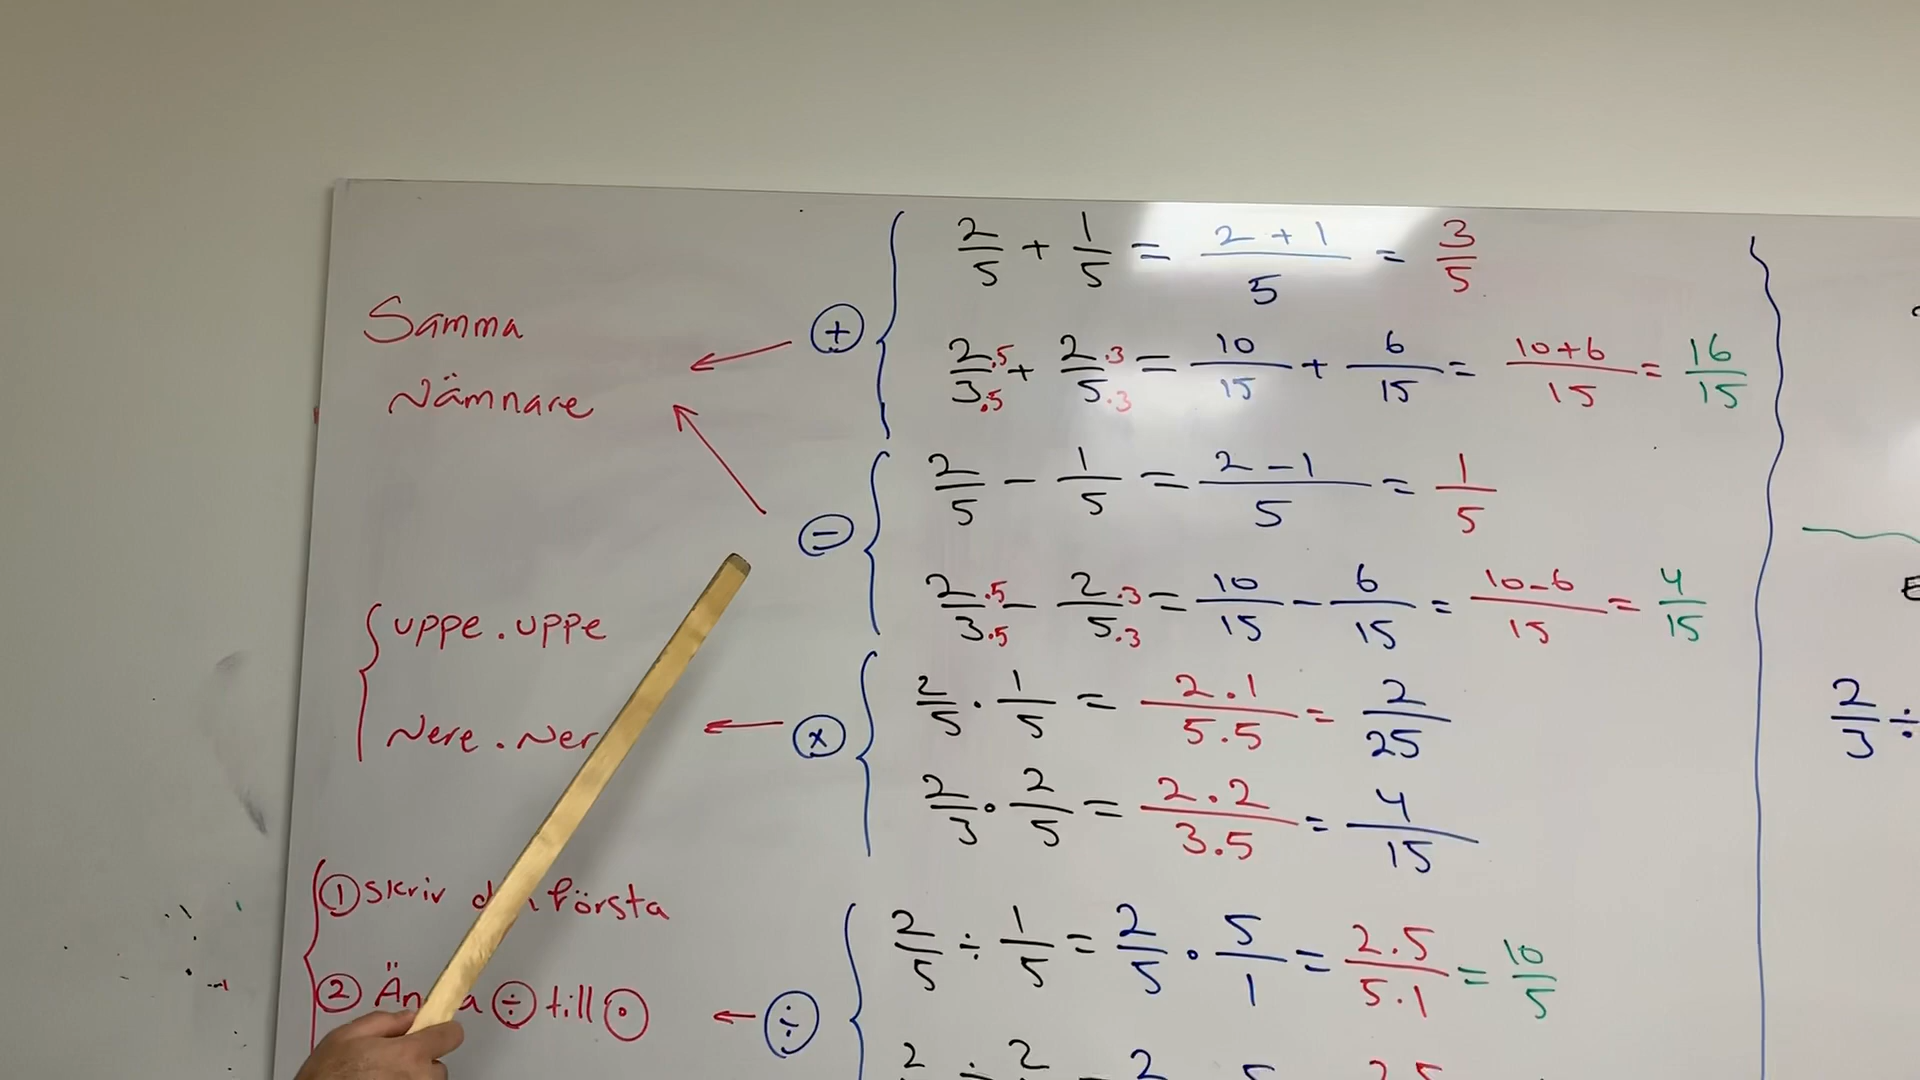 Samma
Nämnare
uppe . uppe
Nere . Ner
① skriv första
② ÷ till ·
+
2/5 + 1/5 = 2+1/5 = 3/5
2·5/3·5 + 2·3/5·3 = 10/15 + 6/15 = 10+6/15 = 16/15
−
2/5 − 1/5 = 2−1/5 = 1/5
2·5/3·5 − 2·3/5·3 = 10/15 − 6/15 = 10−6/15 = 4/15
×
2/5 · 1/5 = 2·1/5·5 = 2/25
2/3 · 2/5 = 2·2/3·5 = 4/15
÷
2/5 ÷ 1/5 = 2/5 · 5/1 = 2·5/5·1 = 10/5
2/3 ÷